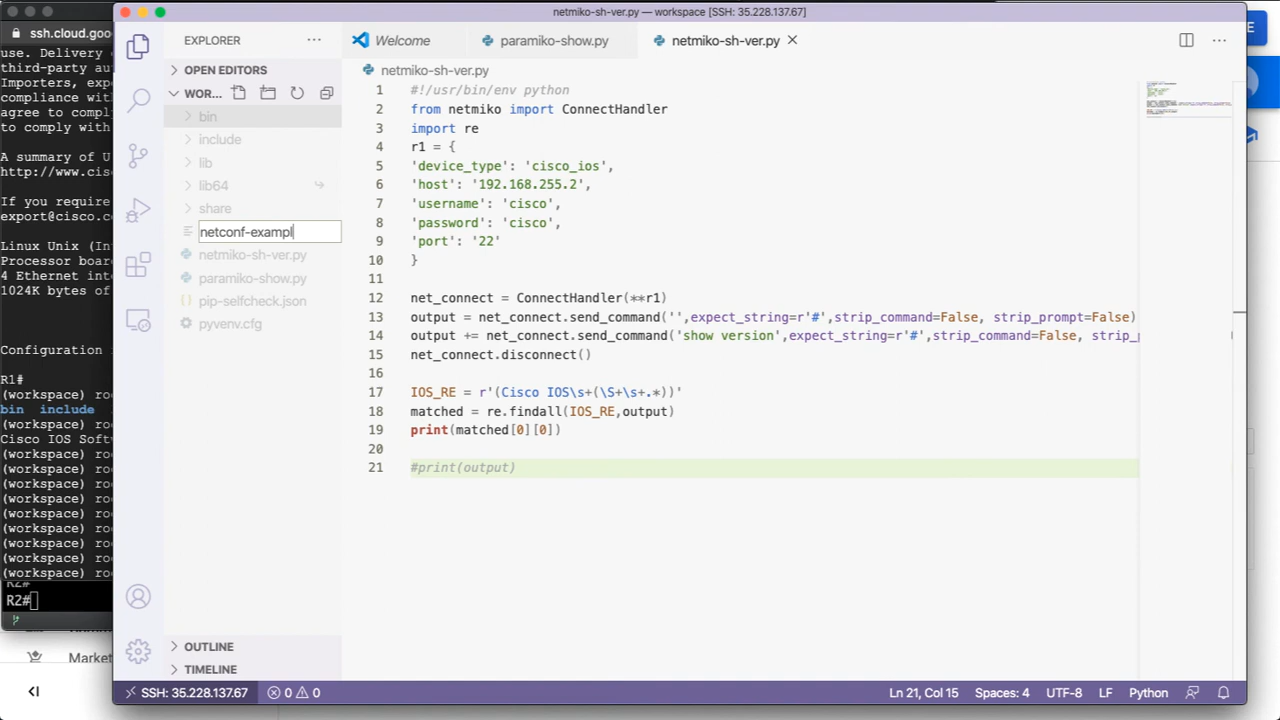 netmiko-sh-ver.py — workspace [SSH: 35.228.137.67]
ssh.cloud.goo
use. Delivery
third-party au
Importers, exp
compliance wit
agree to compl
to comply with
A summary of U
http://www.cis
If you require
export@cisco.c
Linux Unix (In
Processor boar
4 Ethernet int
1024K bytes of
Configuration
R1#
(workspace) ro
bin include
(workspace) ro
Cisco IOS Soft
(workspace) ro
(workspace) ro
(workspace) ro
(workspace) ro
(workspace) ro
(workspace) ro
(workspace) ro
(workspace) ro
(workspace) ro
R2#
R2#
Market
EXPLORER
OPEN EDITORS
WOR...
bin
include
lib
lib64
share
netconf-exampl
netmiko-sh-ver.py
paramiko-show.py
pip-selfcheck.json
pyvenv.cfg
OUTLINE
TIMELINE
Welcome
paramiko-show.py
netmiko-sh-ver.py
netmiko-sh-ver.py
1 #!/usr/bin/env python
2 from netmiko import ConnectHandler
3 import re
4 r1 = {
5 'device_type': 'cisco_ios',
6 'host': '192.168.255.2',
7 'username': 'cisco',
8 'password': 'cisco',
9 'port': '22'
10 }
11
12 net_connect = ConnectHandler(**r1)
13 output = net_connect.send_command('',expect_string=r'#',strip_command=False, strip_prompt=False)
14 output += net_connect.send_command('show version',expect_string=r'#',strip_command=False, strip_p
15 net_connect.disconnect()
16
17 IOS_RE = r'(Cisco IOS\s+(\S+\s+.*))'
18 matched = re.findall(IOS_RE,output)
19 print(matched[0][0])
20
21 #print(output)
SSH: 35.228.137.67
0 0
Ln 21, Col 15
Spaces: 4
UTF-8
LF
Python
E